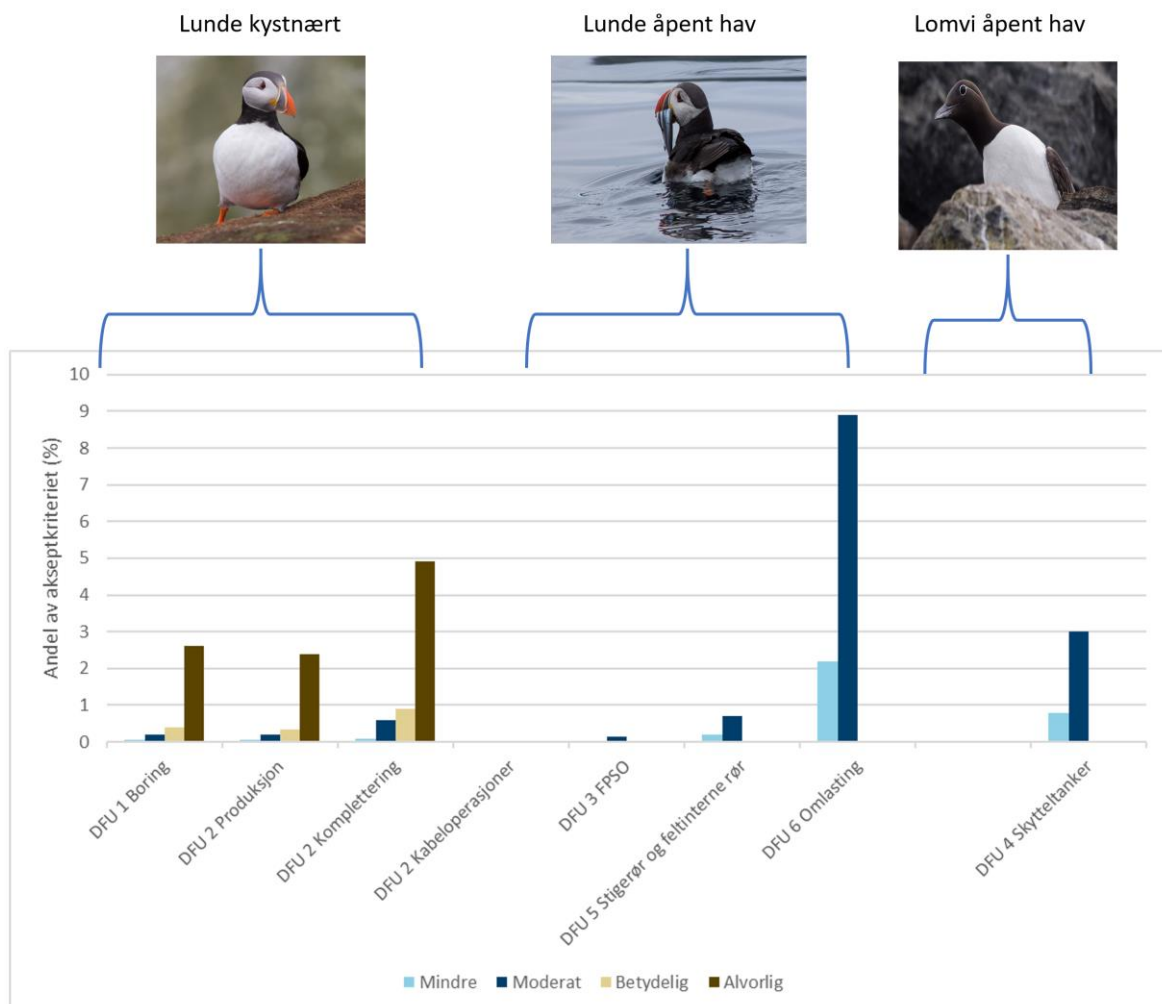 Lunde kystnært
Lunde åpent hav
Lomvi åpent hav
Andel av akseptkriteriet (%)
10
9
8
7
6
5
4
3
2
1
0
DFU 1 Boring
DFU 2 Produksjon
DFU 2 Komplettering
DFU 2 Kabeloperasjoner
DFU 3 FPSO
DFU 5 Stigerør og feltinterne rør
DFU 6 Omlasting
DFU 4 Skytteltanker
Mindre Moderat Betydelig Alvorlig